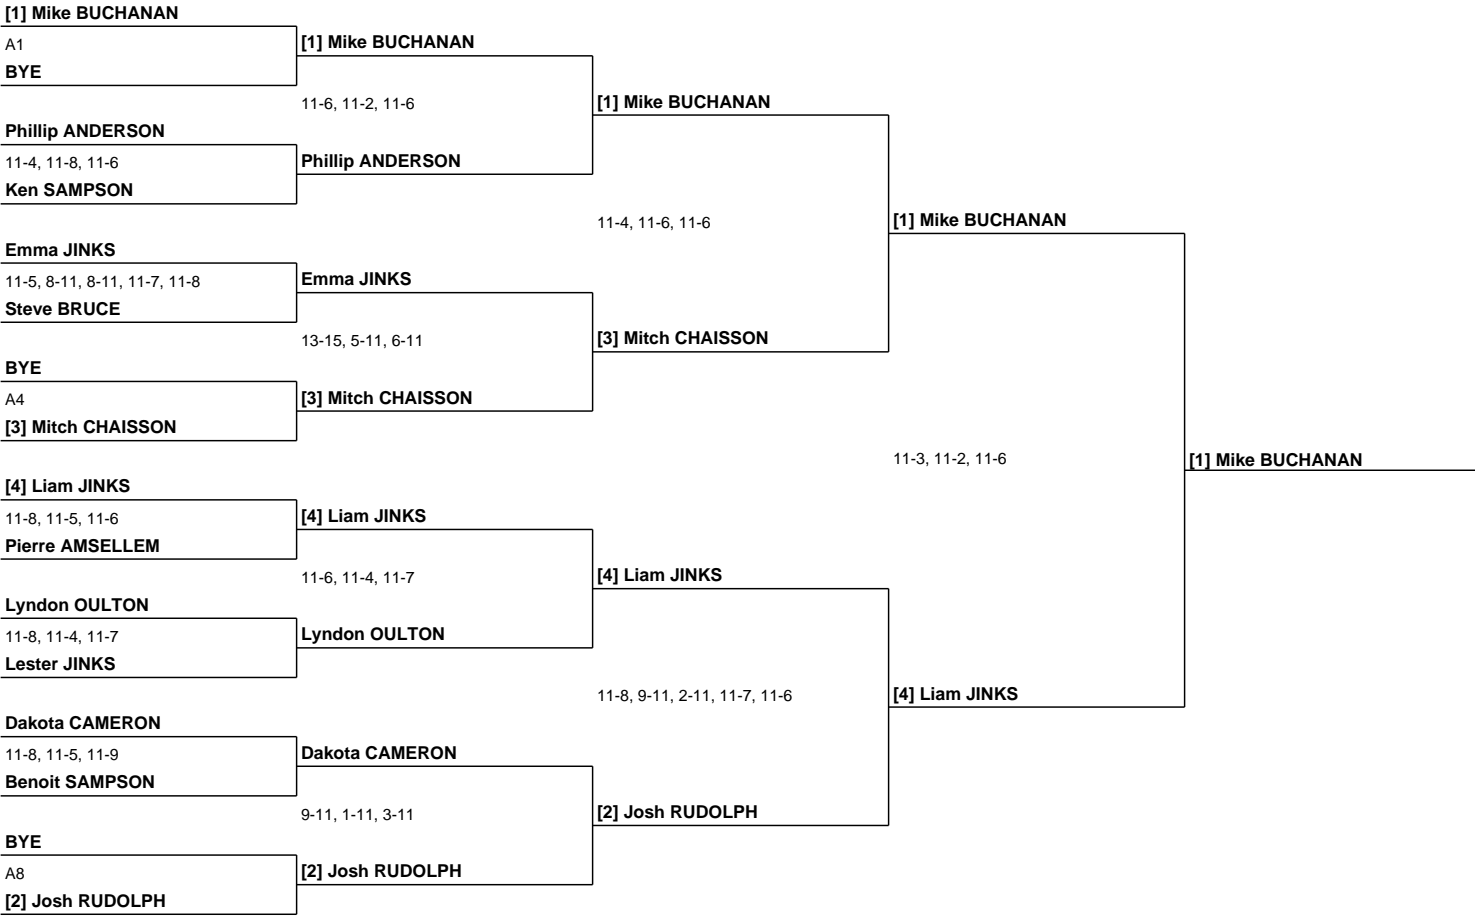 [1] Mike BUCHANAN
A1
BYE
Phillip ANDERSON
11-4, 11-8, 11-6
Ken SAMPSON
Emma JINKS
11-5, 8-11, 8-11, 11-7, 11-8
Steve BRUCE
BYE
A4
[3] Mitch CHAISSON
[4] Liam JINKS
11-8, 11-5, 11-6
Pierre AMSELLEM
Lyndon OULTON
11-8, 11-4, 11-7
Lester JINKS
Dakota CAMERON
11-8, 11-5, 11-9
Benoit SAMPSON
BYE
A8
[2] Josh RUDOLPH
[1] Mike BUCHANAN
11-6, 11-2, 11-6
Phillip ANDERSON
Emma JINKS
13-15, 5-11, 6-11
[3] Mitch CHAISSON
[4] Liam JINKS
11-6, 11-4, 11-7
Lyndon OULTON
Dakota CAMERON
9-11, 1-11, 3-11
[2] Josh RUDOLPH
[1] Mike BUCHANAN
11-4, 11-6, 11-6
[3] Mitch CHAISSON
[4] Liam JINKS
11-8, 9-11, 2-11, 11-7, 11-6
[2] Josh RUDOLPH
[1] Mike BUCHANAN
11-3, 11-2, 11-6
[4] Liam JINKS
[1] Mike BUCHANAN